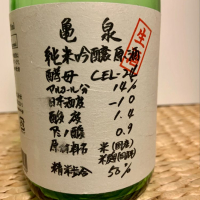 亀泉
生酒
純米吟醸原酒
酵母 CEL-24
アルコール分 14%
日本酒度 -10
酸度 1.4
アミノ酸 0.9
原材料名 米(国産)
米麹(国産米)
精米歩合 50%